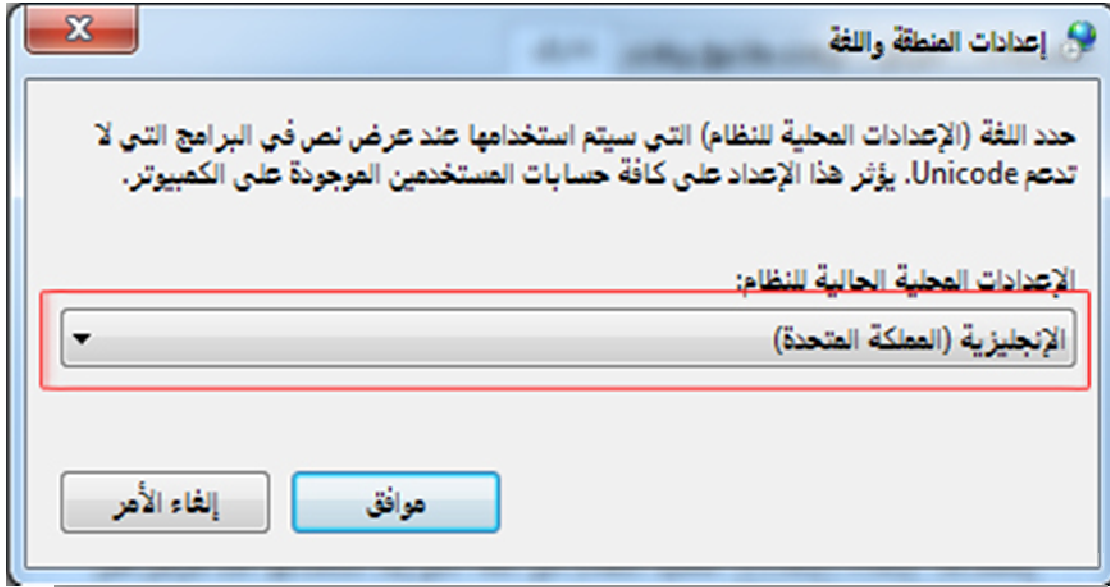 إعدادات المنطقة واللغة
حدد اللغة (الإعدادات المحلية للنظام) التي سيتم استخدامها عند عرض نص في البرامج التي لا
تدعم Unicode. يؤثر هذا الإعداد على كافة حسابات المستخدمين الموجودة على الكمبيوتر.
الإعدادات المحلية الحالية للنظام:
الإنجليزية (المملكة المتحدة)
موافق
إلغاء الأمر